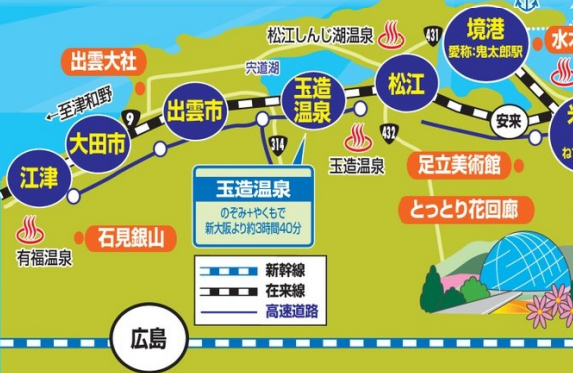 松江しんじ湖温泉
431
境港
愛称:鬼太郎駅
水木
出雲大社
宍道湖
←至津和野
9
出雲市
玉造
温泉
松江
安来
大田市
314
432
玉造温泉
江津
足立美術館
玉造温泉
のぞみ+やくもで
新大阪より約3時間40分
とっとり花回廊
石見銀山
有福温泉
新幹線
在来線
高速道路
広島